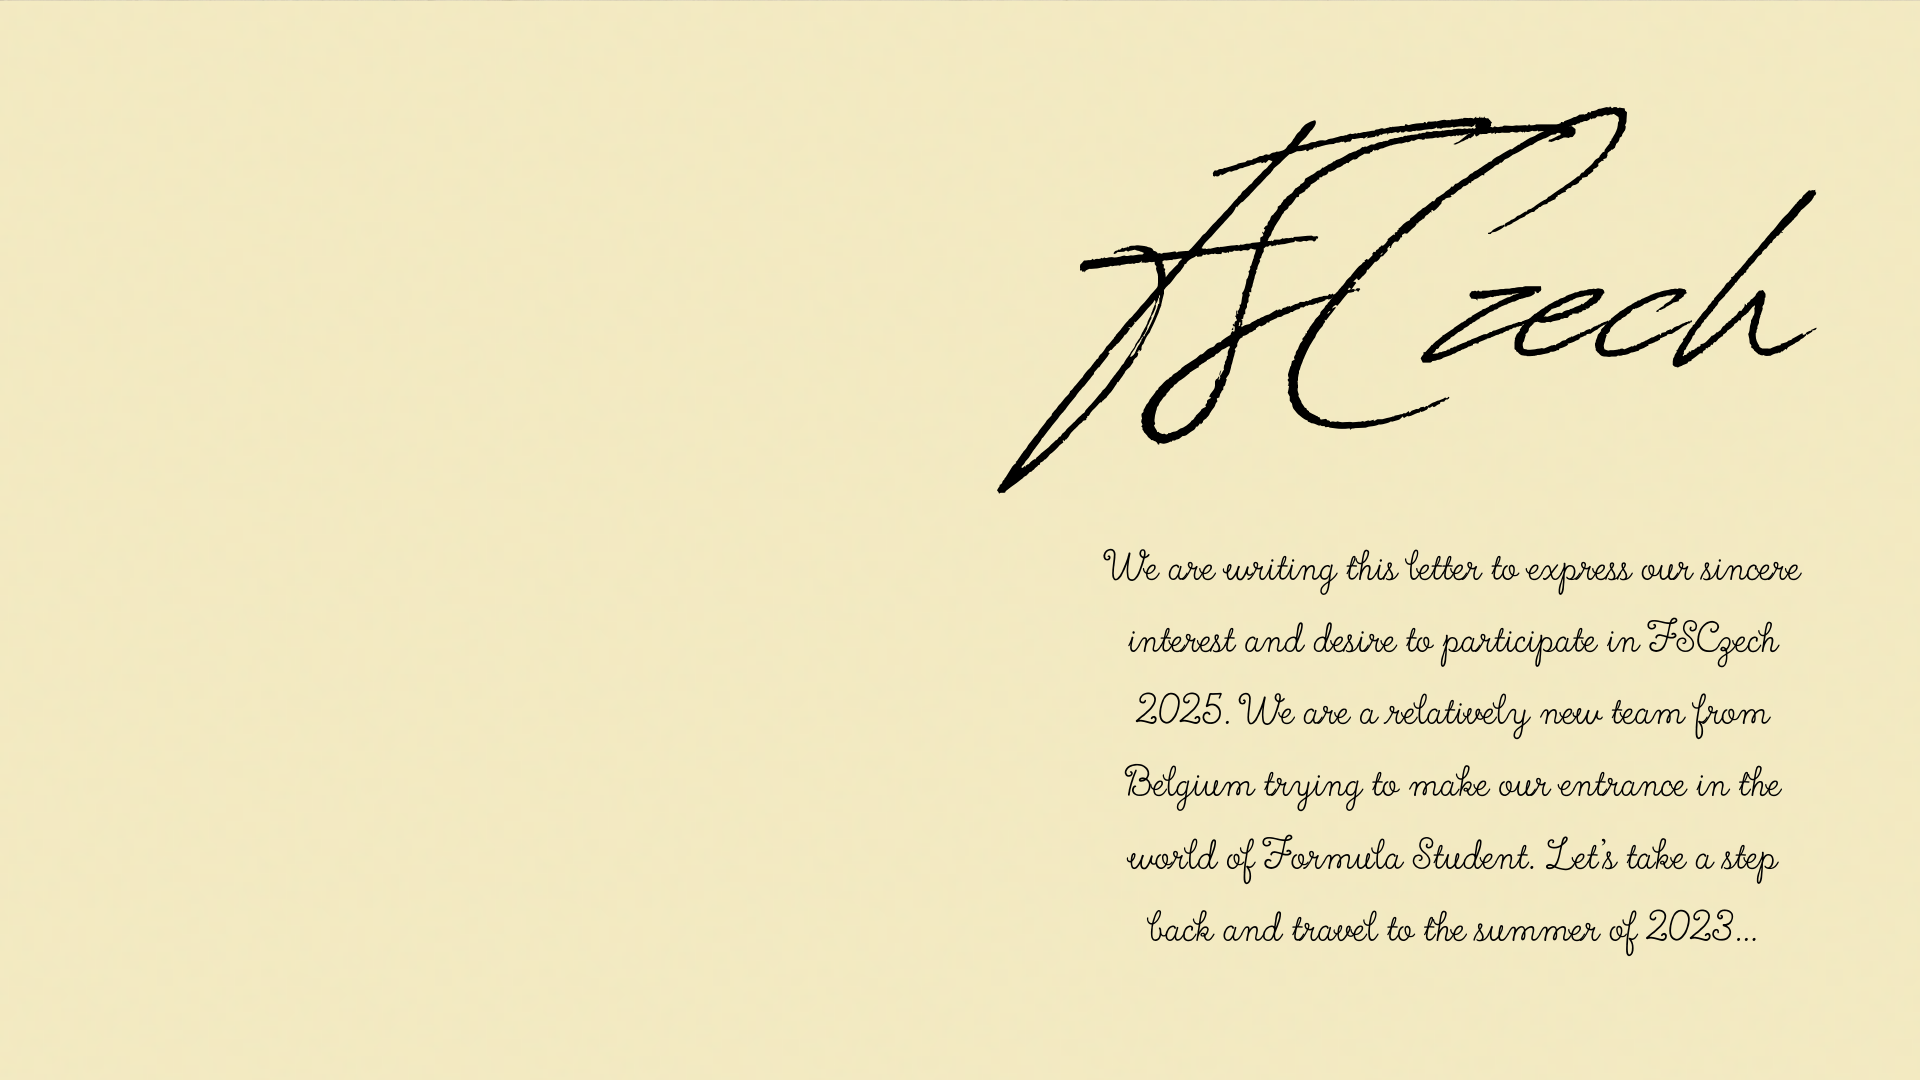 FSCzech
We are writing this letter to express our sincere
interest and desire to participate in FSCzech
2025. We are a relatively new team from
Belgium trying to make our entrance in the
world of Formula Student. Let's take a step
back and travel to the summer of 2023...